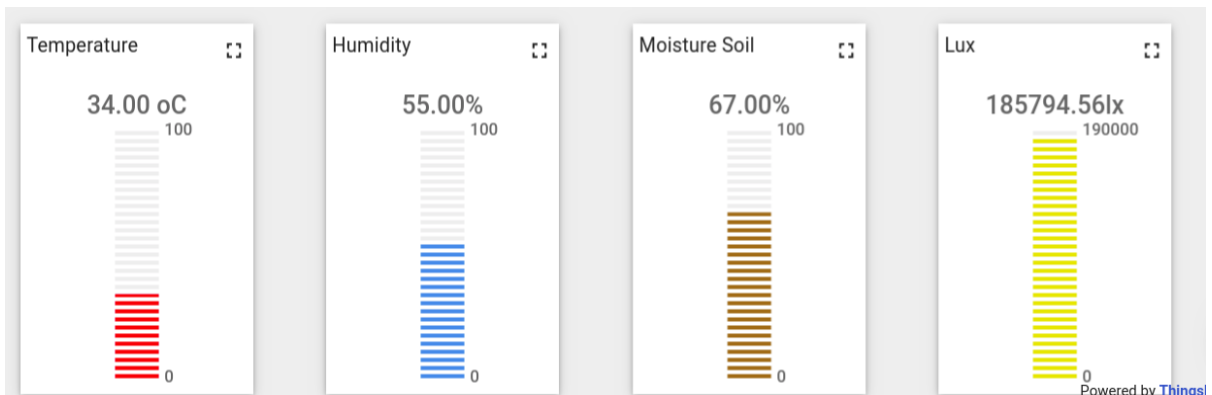 Temperature
34.00 oC
100
0
Humidity
55.00%
100
0
Moisture Soil
67.00%
100
0
Lux
185794.56lx
190000
0
Powered by